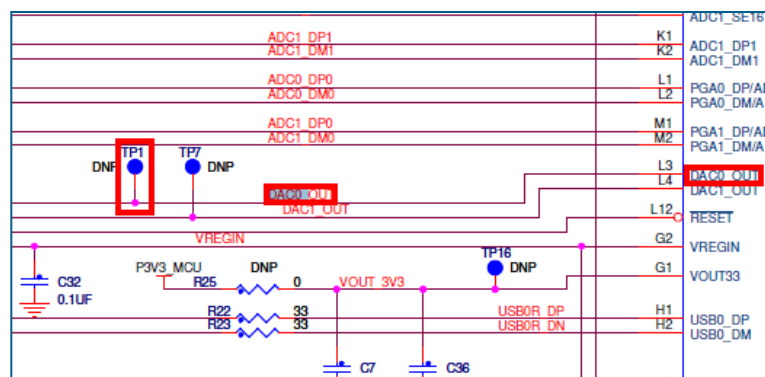 ADC1_SE16
ADC1_DP1 K1 ADC1_DP1
ADC1_DM1 K2 ADC1_DM1
ADC0_DP0 L1 PGA0_DP/AD
ADC0_DM0 L2 PGA0_DM/A
ADC1_DP0 M1 PGA1_DP/AD
ADC1_DM0 M2 PGA1_DM/A
DNP TP1 TP7 DNP
L3 DAC0_OUT
DAC0_OUT L4 DAC1_OUT
DAC1_OUT
L12 RESET
VREGIN G2 VREGIN
TP16
P3V3_MCU DNP DNP G1 VOUT33
C32 R25 0 VOUT_3V3
0.1UF
R22 33 USB0R_DP H1 USB0_DP
R23 33 USB0R_DN H2 USB0_DM
C7 C36